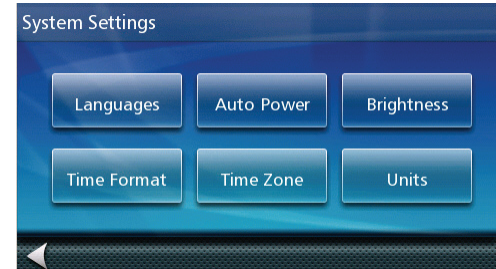 System Settings
Languages Auto Power Brightness
Time Format Time Zone Units